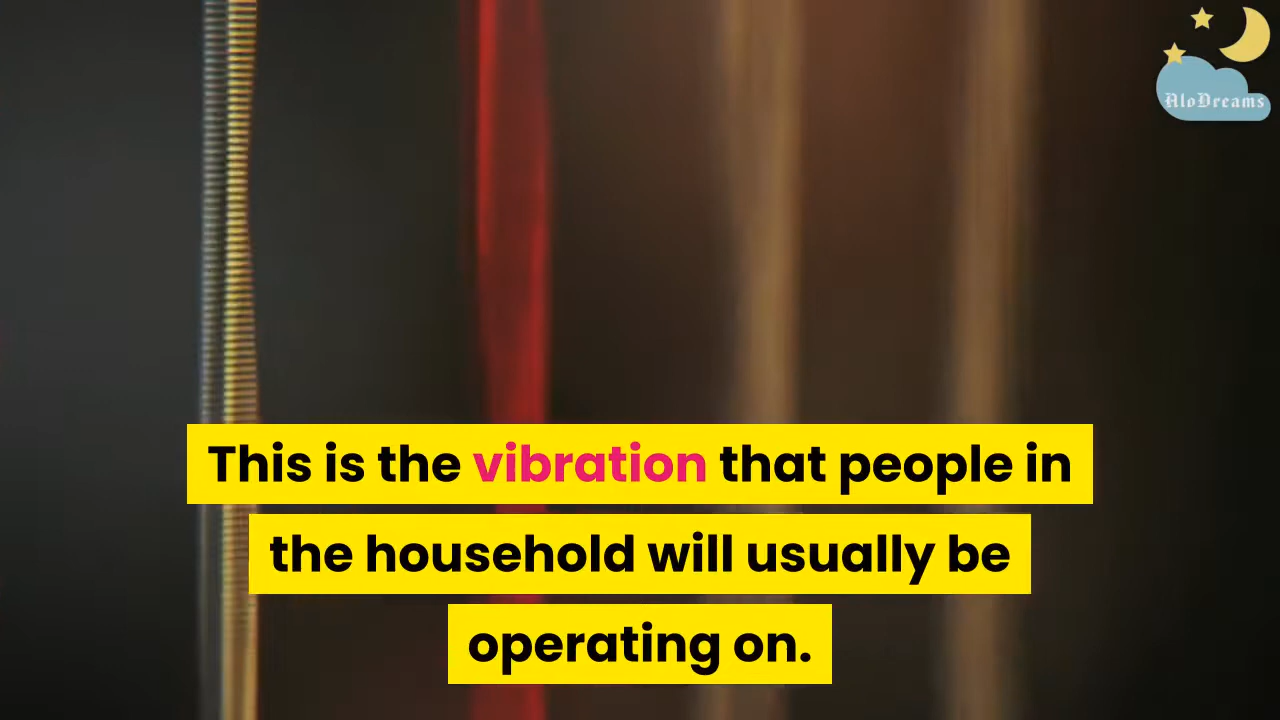 AloDreams
This is the vibration that people in
the household will usually be
operating on.